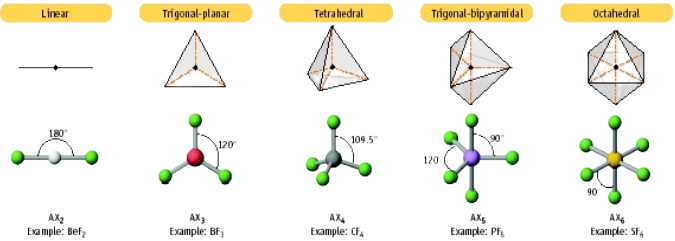 Linear
Trigonal-planar
Tetrahedral
Trigonal-bipyramidal
Octahedral
180°
120°
109.5°
90°
120°
90°
AX₂
Example: BeF₂
AX₃
Example: BF₃
AX₄
Example: CF₄
AX₅
Example: PF₅
AX₆
Example: SF₆